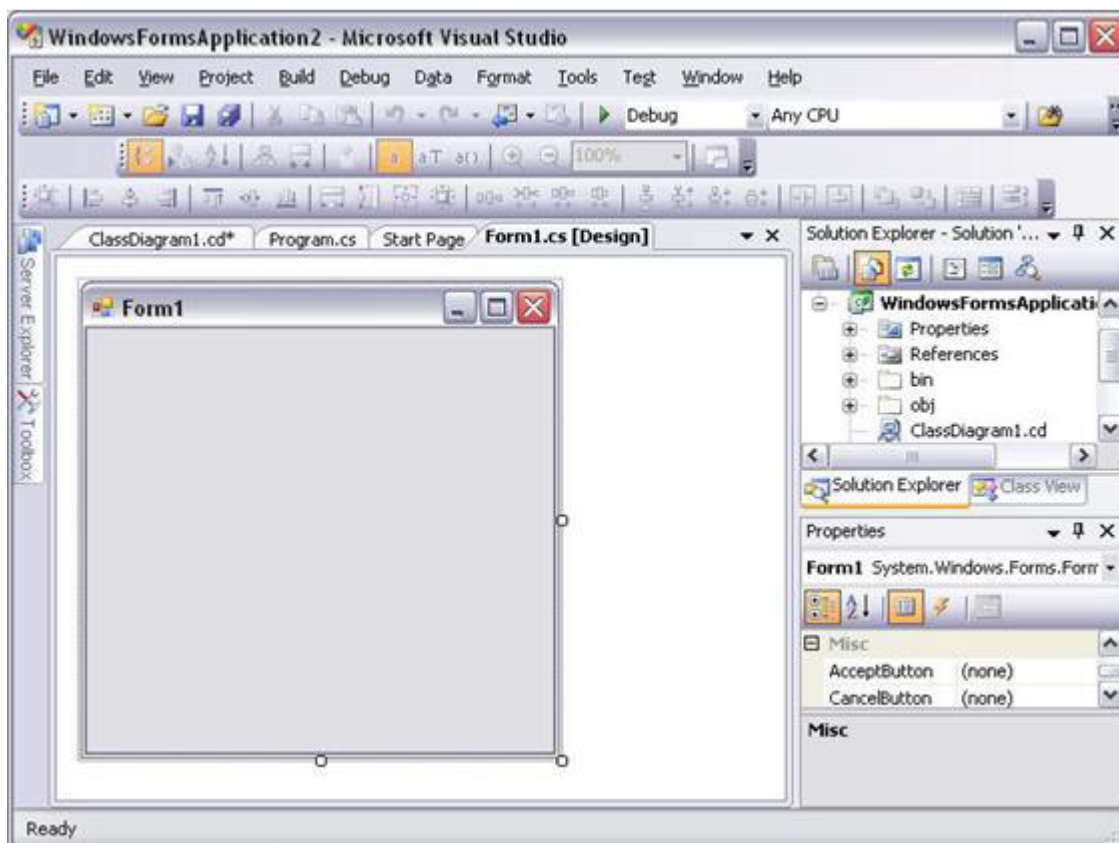 WindowsFormsApplication2 - Microsoft Visual Studio
File Edit View Project Build Debug Data Format Tools Test Window Help
Debug Any CPU
a aT a() 100%
ClassDiagram1.cd* Program.cs Start Page Form1.cs [Design]
Solution Explorer - Solution '...
Server Explorer
Toolbox
Form1
WindowsFormsApplicati
Properties
References
bin
obj
ClassDiagram1.cd
Solution Explorer Class View
Properties
Form1 System.Windows.Forms.Form
Misc
AcceptButton (none)
CancelButton (none)
Misc
Ready